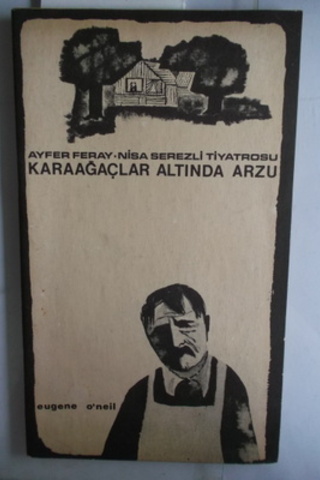 AYFER FERAY·NİSA SEREZLİ TİYATROSU
KARAAĞAÇLAR ALTINDA ARZU
eugene o'neil